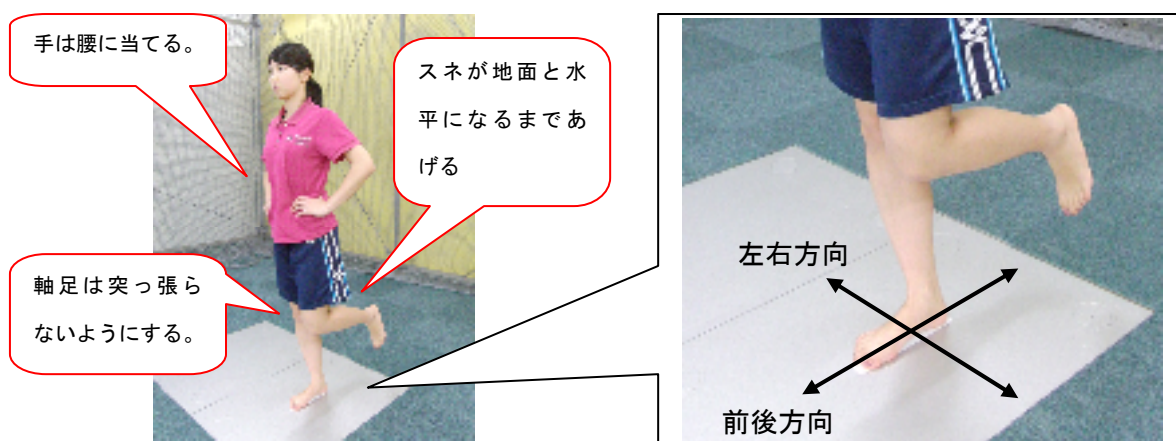 手は腰に当てる。
スネが地面と水
平になるまであ
げる
軸足は突っ張ら
ないようにする。
左右方向
前後方向